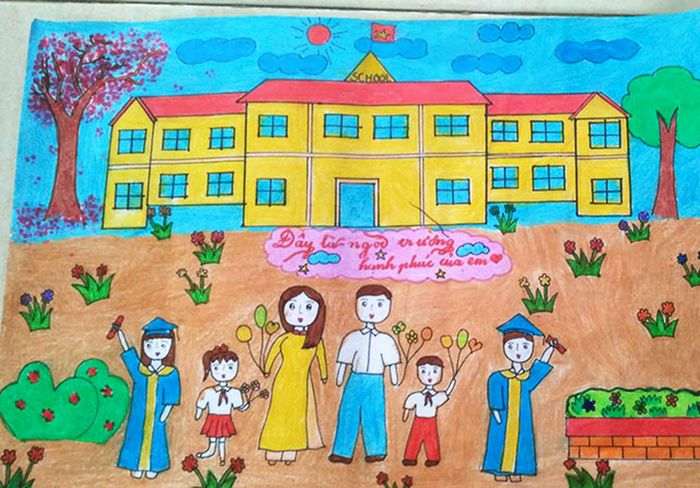 SCHOOL
Đây là ngôi trường
hạnh phúc của em